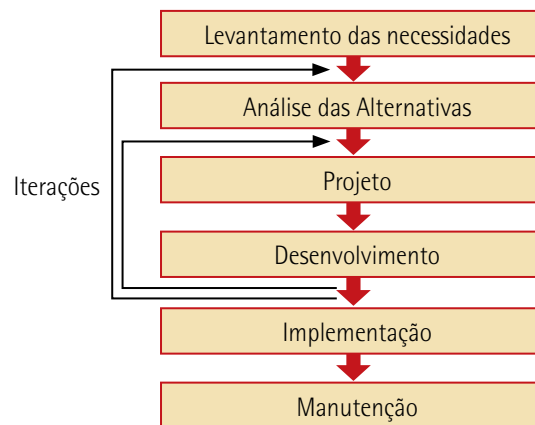 Levantamento das necessidades
Análise das Alternativas
Projeto
Iterações
Desenvolvimento
Implementação
Manutenção